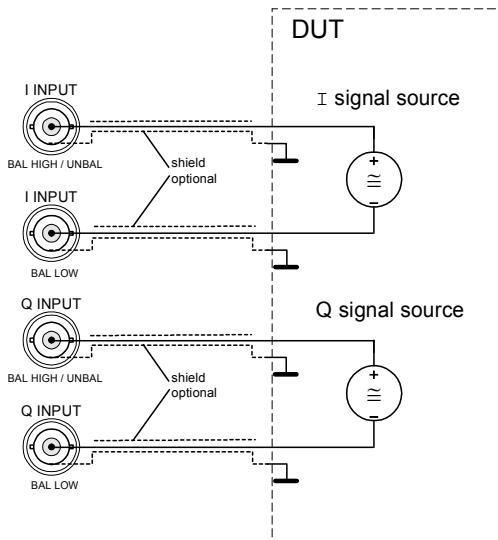 DUT
I INPUT
I signal source
BAL HIGH / UNBAL
shield
optional
+
≅
−
I INPUT
BAL LOW
Q INPUT
Q signal source
BAL HIGH / UNBAL
shield
optional
+
≅
−
Q INPUT
BAL LOW